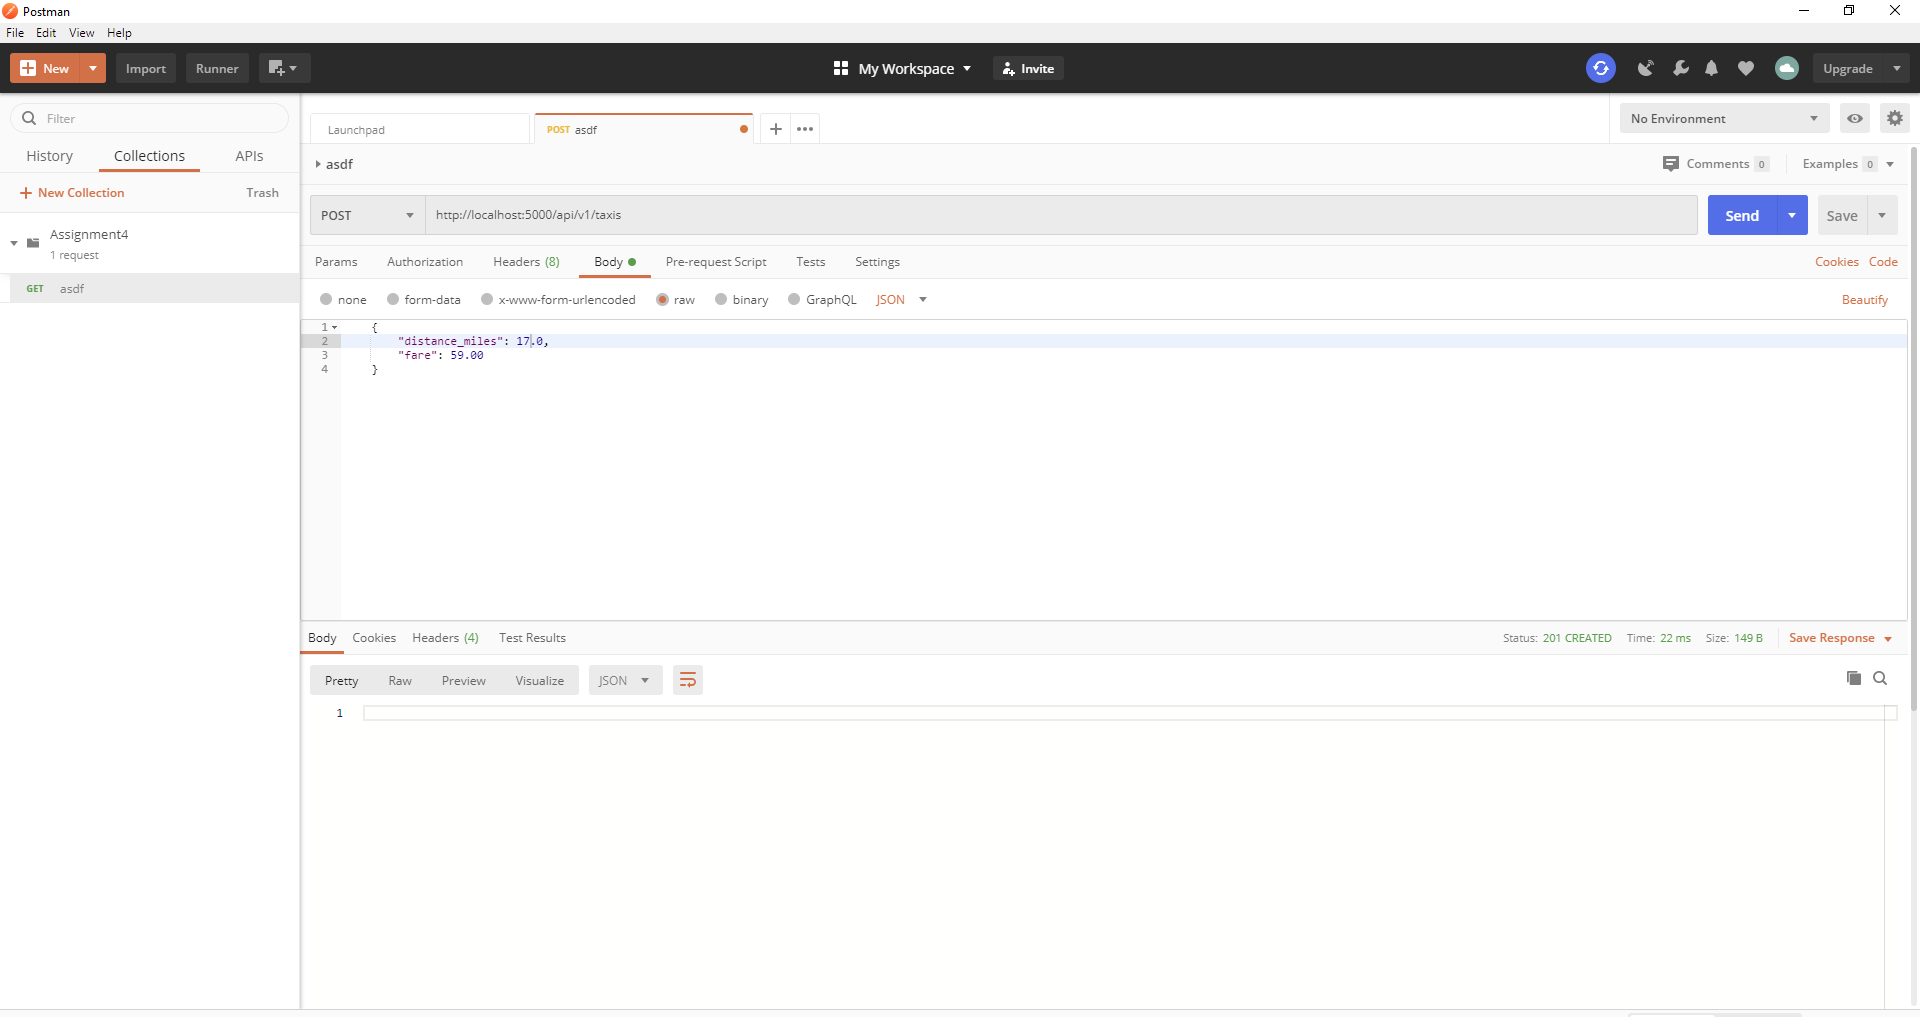 Postman
File Edit View Help
New Import Runner My Workspace Invite Upgrade
Filter
Launchpad POST asdf No Environment
History Collections APIs
asdf Comments 0 Examples 0
New Collection Trash
POST http://localhost:5000/api/v1/taxis Send Save
Assignment4
1 request
Params Authorization Headers (8) Body Pre-request Script Tests Settings Cookies Code
GET asdf
none form-data x-www-form-urlencoded raw binary GraphQL JSON Beautify
1 {
2 "distance_miles": 17.0,
3 "fare": 59.00
4 }
Body Cookies Headers (4) Test Results Status: 201 CREATED Time: 22 ms Size: 149 B Save Response
Pretty Raw Preview Visualize JSON
1